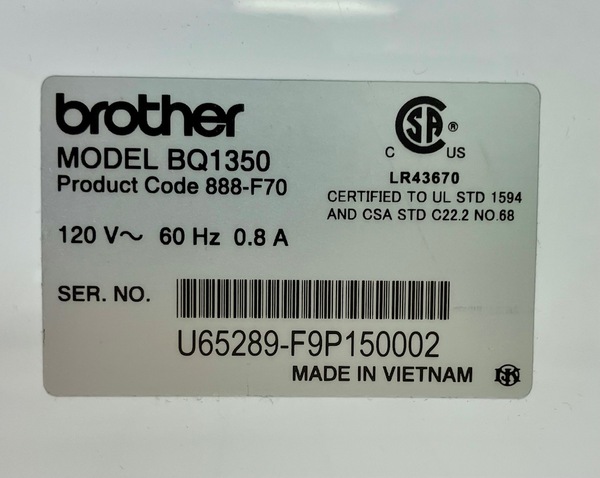 brother
MODEL BQ1350
Product Code 888-F70
120 V～ 60 Hz 0.8 A
CSA ®
C US
LR43670
CERTIFIED TO UL STD 1594
AND CSA STD C22.2 NO.68
SER. NO.
U65289-F9P150002
MADE IN VIETNAM